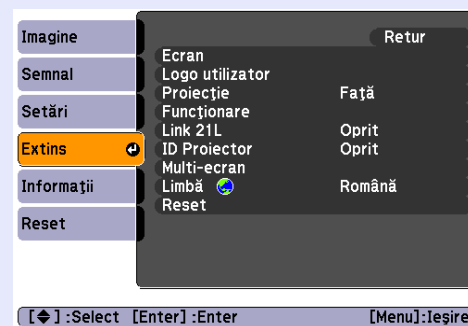 Imagine
Semnal
Setări
Extins
Informaţii
Reset
Retur
Ecran
Logo utilizator
Proiecţie Faţă
Funcţionare
Link 21L Oprit
ID Proiector Oprit
Multi-ecran
Limbă Română
Reset
[ ] :Select [Enter] :Enter [Menu]:Ieşire